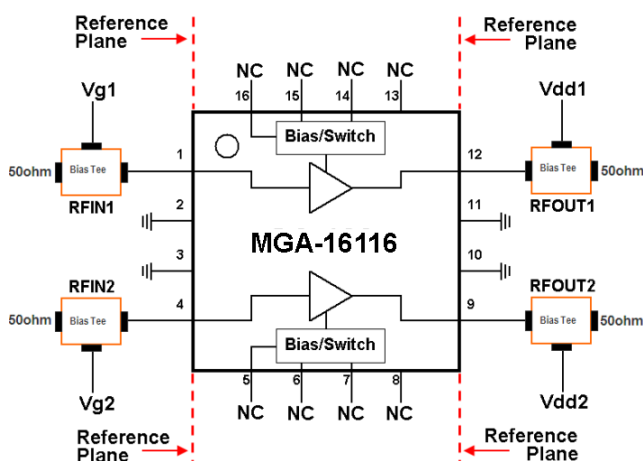 Reference
Plane
Reference
Plane
NC NC NC NC
16 15 14 13
Vg1
Vdd1
Bias/Switch
1
12
50ohm
Bias Tee
Bias Tee
50ohm
RFIN1
RFOUT1
2
11
MGA-16116
3
10
RFIN2
RFOUT2
4
9
50ohm
Bias Tee
Bias Tee
50ohm
Bias/Switch
5 6 7 8
Vg2
Vdd2
NC NC NC NC
Reference
Plane
Reference
Plane